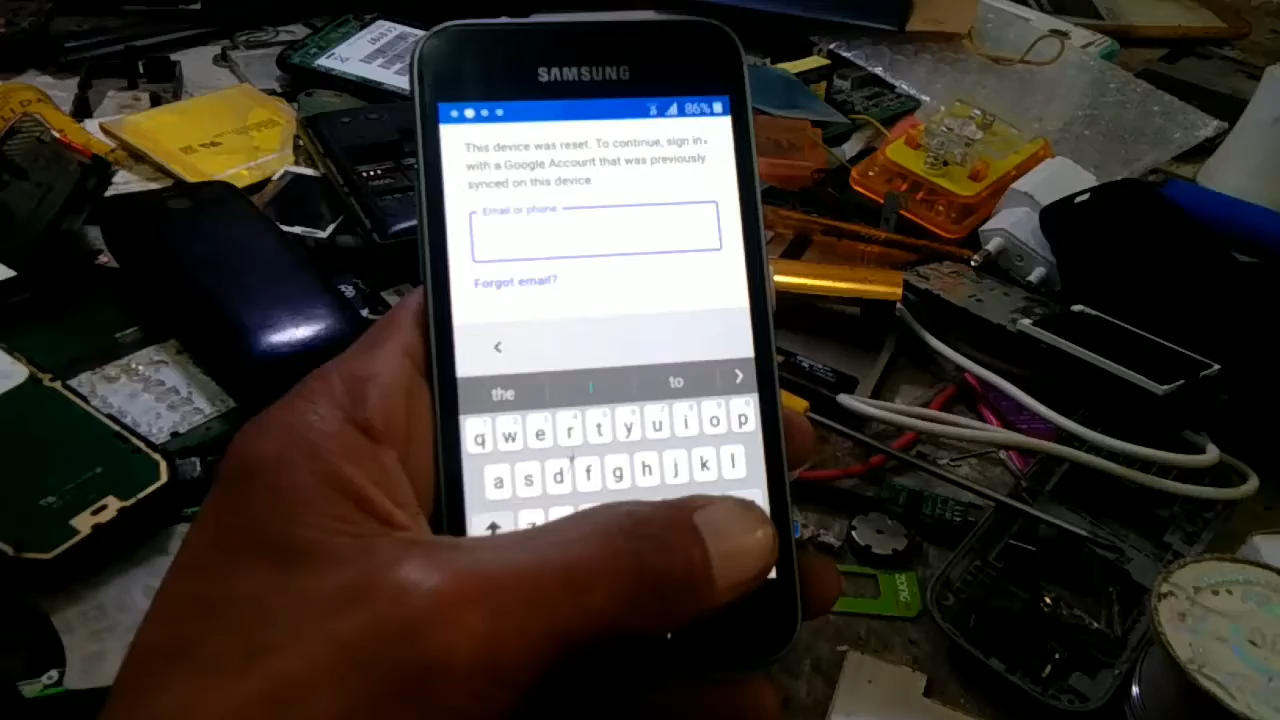 SAMSUNG
86%
This device was reset. To continue, sign in
with a Google Account that was previously
synced on this device
Email or phone
Forgot email?
<
the
to
>
q w e r t y u i o p
a s d f g h j k l